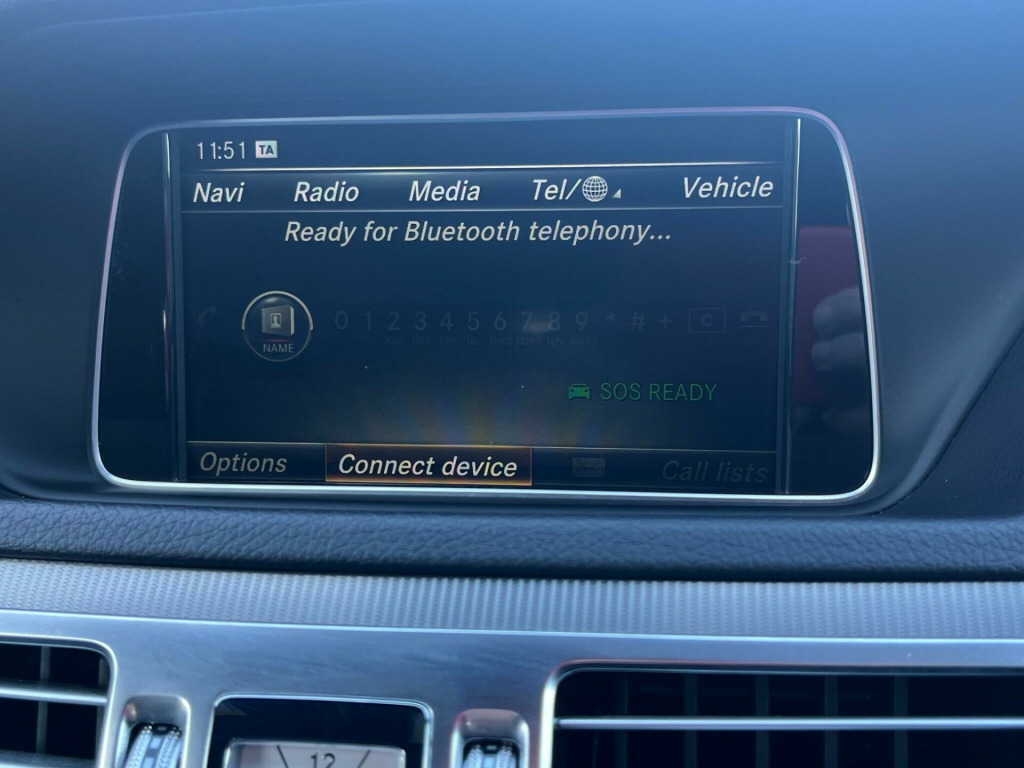 11:51 TA
Navi Radio Media Tel/ Vehicle
Ready for Bluetooth telephony...
NAME 0 1 2 3 4 5 6 7 8 9 * # + C
SOS READY
Options Connect device Call lists
12